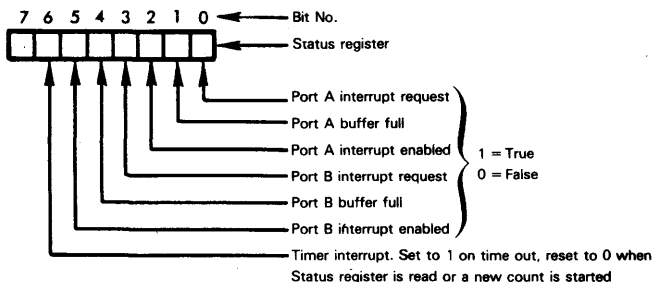 7 6 5 4 3 2 1 0 Bit No.
Status register
Port A interrupt request
Port A buffer full
Port A interrupt enabled
1 = True
Port B interrupt request
0 = False
Port B buffer full
Port B interrupt enabled
Timer interrupt. Set to 1 on time out, reset to 0 when
Status register is read or a new count is started